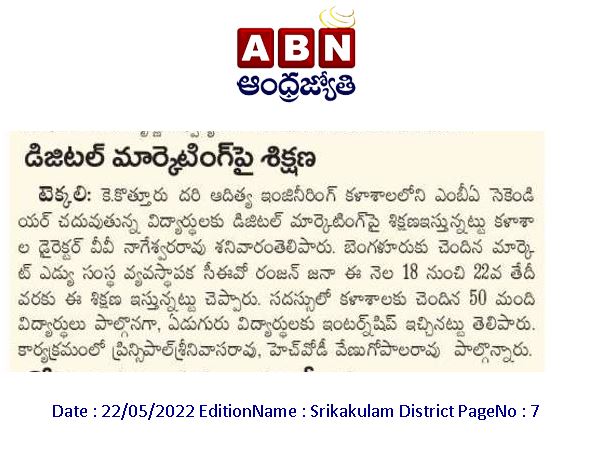 ABN
ఆంధ్రజ్యోతి
డిజిటల్ మార్కెటింగ్‌పై శిక్షణ
టెక్కలి: కె.కొత్తూరు దరి ఆదిత్య ఇంజినీరింగ్ కళాశాలలోని ఎంబీఏ సెకెండి
యర్ చదువుతున్న విద్యార్థులకు డిజిటల్ మార్కెటింగ్‌పై శిక్షణఇస్తున్నట్టు కళాశా
ల డైరెక్టర్ వీవీ నాగేశ్వరరావు శనివారంతెలిపారు. బెంగళూరుకు చెందిన మార్కె
ట్ ఎడ్యు సంస్థ వ్యవస్థాపక సీఈవో రంజన్ జనా ఈ నెల 18 నుంచి 22వ తేదీ
వరకు ఈ శిక్షణ ఇస్తున్నట్టు చెప్పారు. సదస్సులో కళాశాలకు చెందిన 50 మంది
విద్యార్థులు పాల్గొనగా, ఏడుగురు విద్యార్థులకు ఇంటర్న్‌షిప్ ఇచ్చినట్టు తెలిపారు.
కార్యక్రమంలో ప్రిన్సిపాల్‌శ్రీనివాసరావు, హెచ్‌వోడీ వేణుగోపాలరావు పాల్గొన్నారు.
Date : 22/05/2022 EditionName : Srikakulam District PageNo : 7